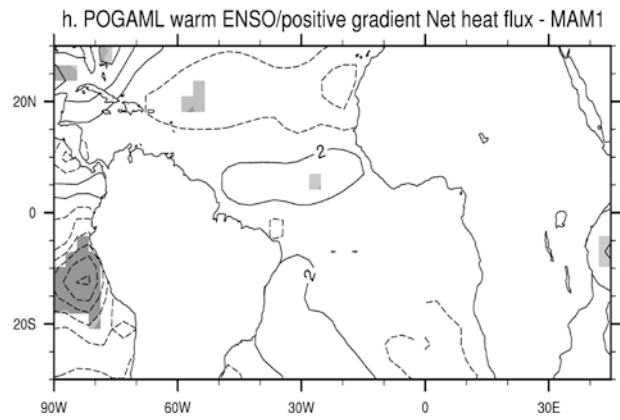 h. POGAML warm ENSO/positive gradient Net heat flux - MAM1
20N
2
0
2
20S
90W 60W 30W 0 30E